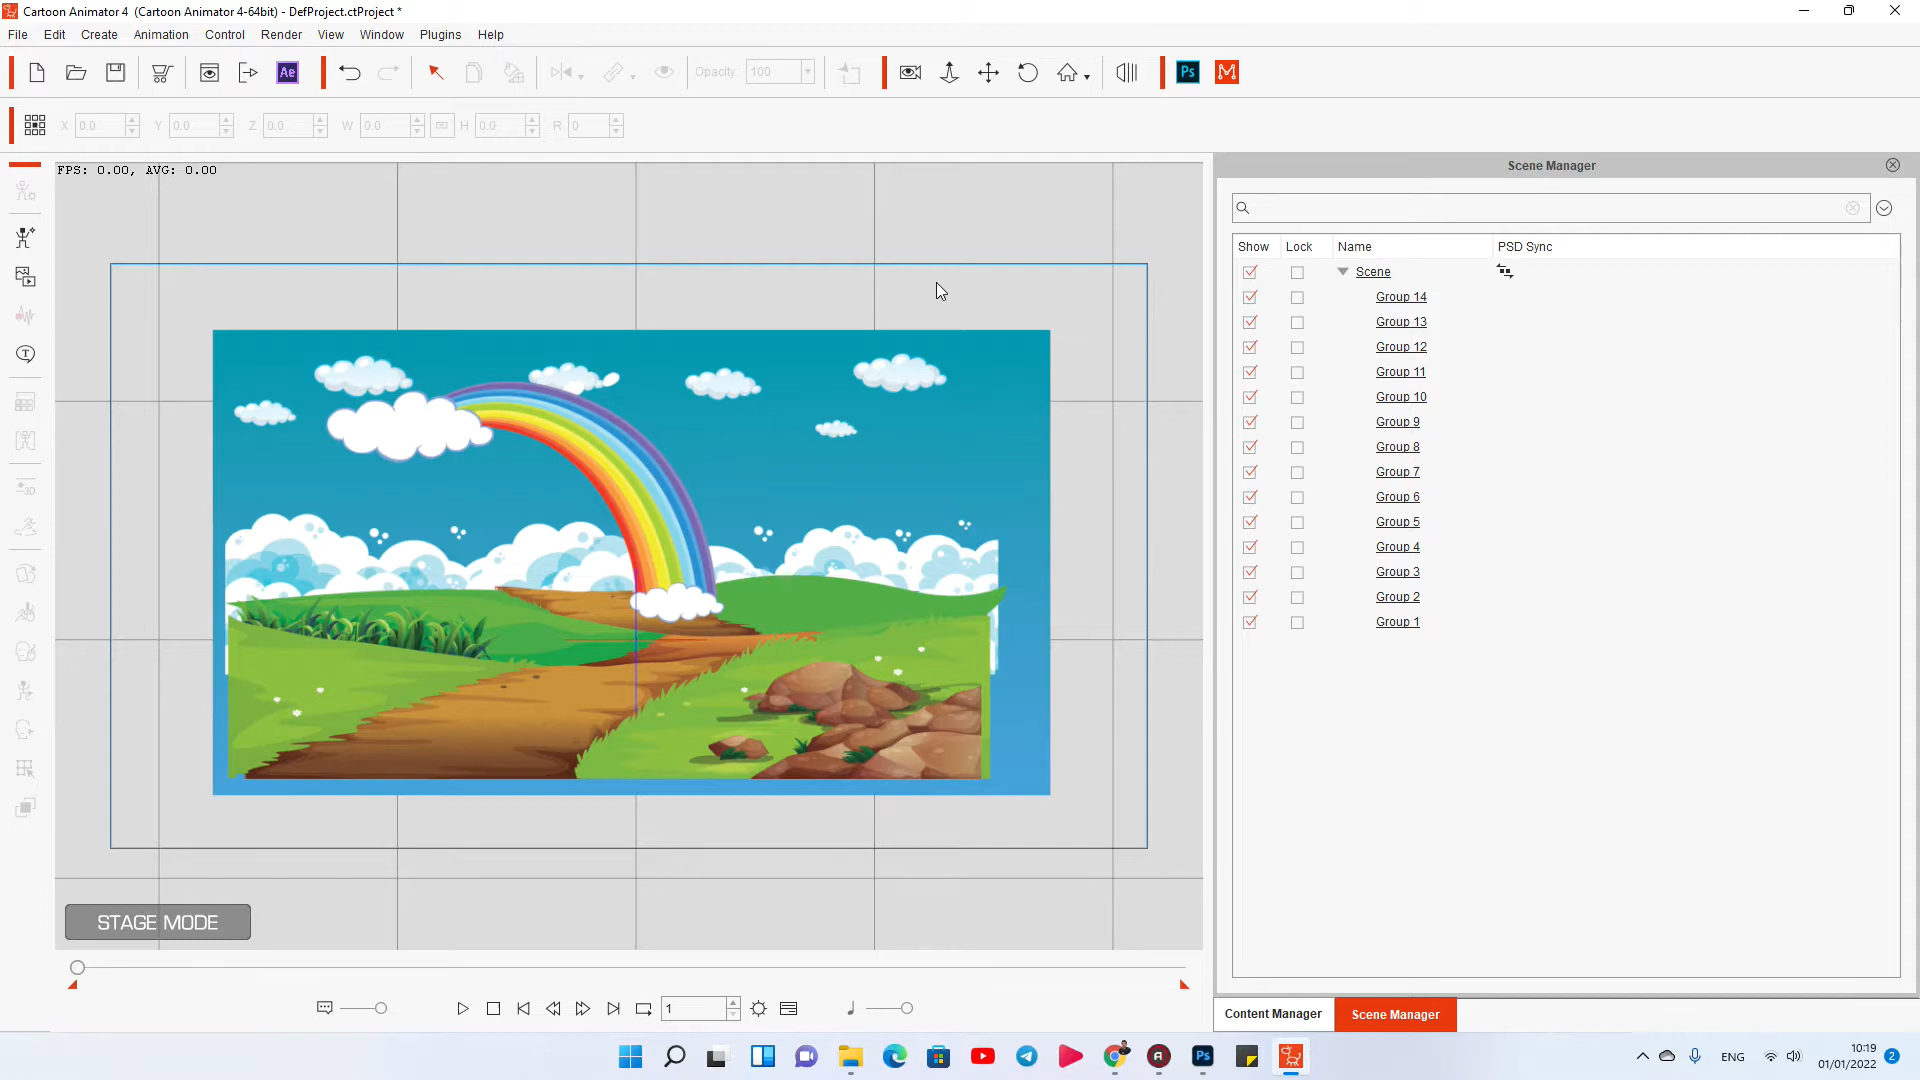 Cartoon Animator 4 (Cartoon Animator 4-64bit) - DefProject.ctProject *
File Edit Create Animation Control Render View Window Plugins Help
Ae Opacity 100 Ps
X 0.0 Y 0.0 Z 0.0 W 0.0 H 0.0 R 0
FPS: 0.00, AVG: 0.00
Scene Manager
Show Lock Name PSD Sync
Scene
Group 14
Group 13
Group 12
Group 11
Group 10
Group 9
Group 8
Group 7
Group 6
Group 5
Group 4
Group 3
Group 2
Group 1
STAGE MODE
1
Content Manager Scene Manager
Ps
ENG
10:19
01/01/2022
2